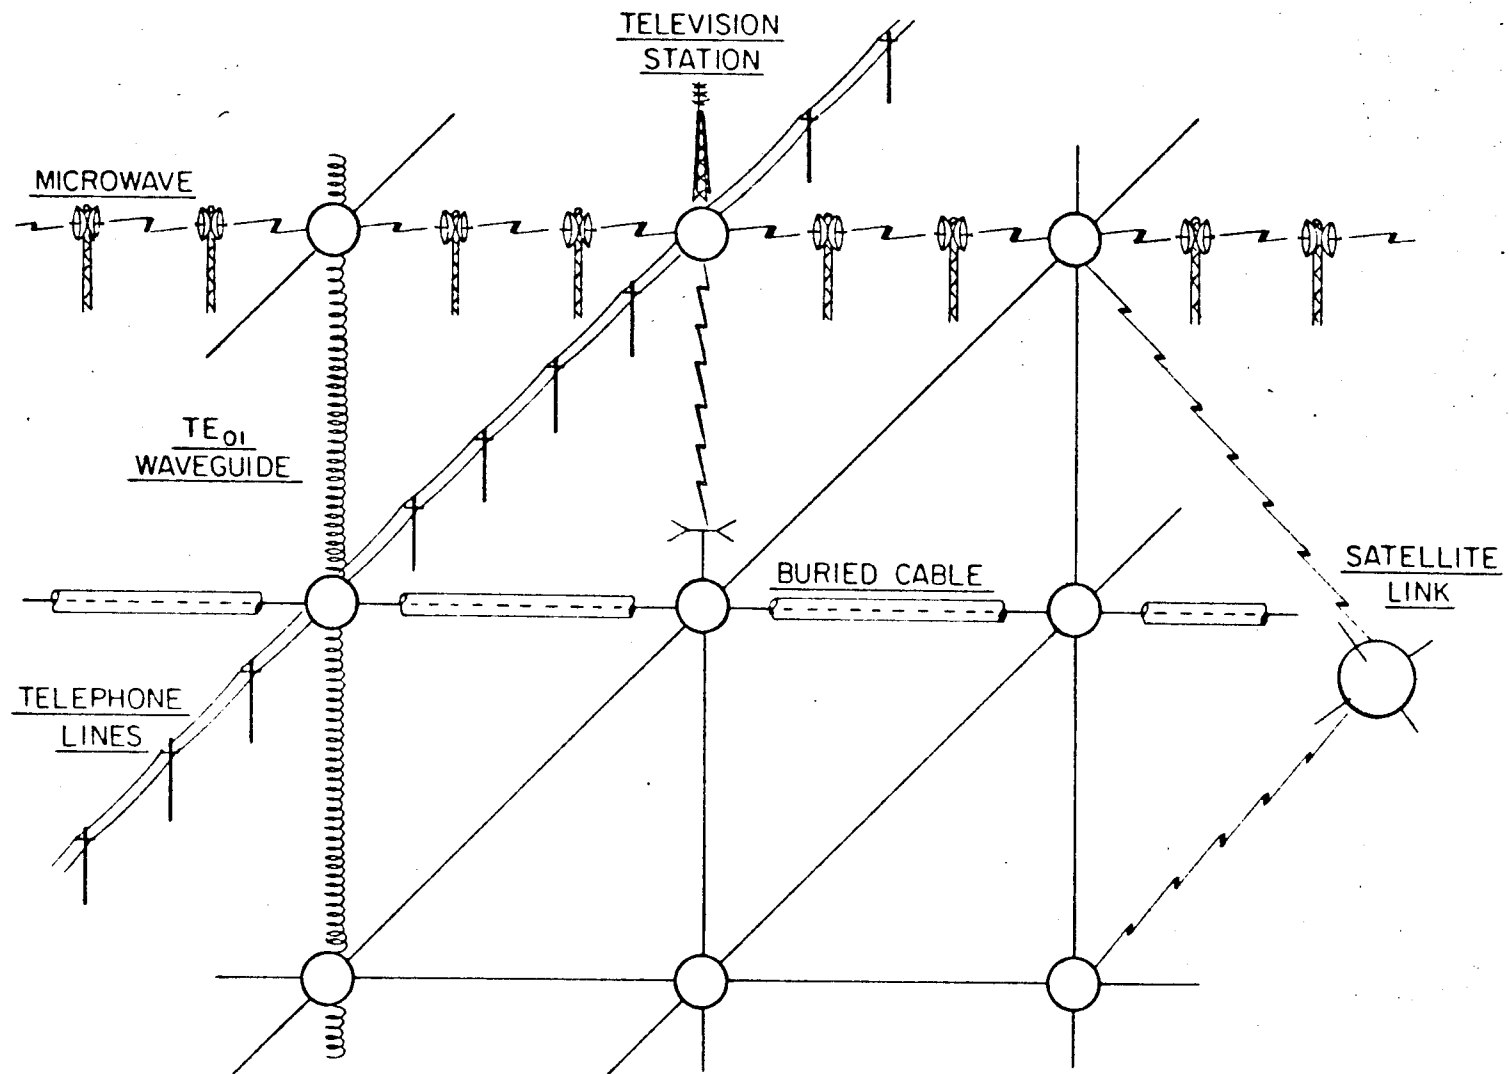 TELEVISION
STATION
MICROWAVE
TE₀₁
WAVEGUIDE
BURIED CABLE
SATELLITE
LINK
TELEPHONE
LINES